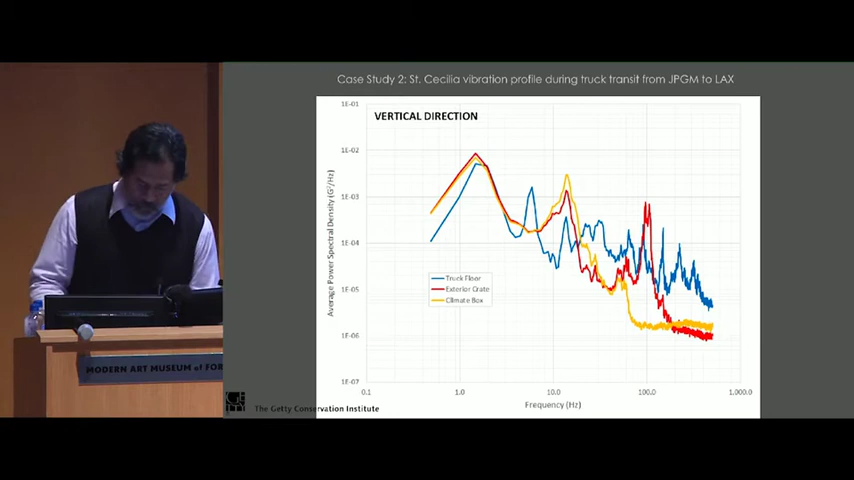 Case Study 2: St. Cecilia vibration profile during truck transit from JPGM to LAX
VERTICAL DIRECTION
1E-01
1E-02
1E-03
1E-04
1E-05
1E-06
1E-07
Average Power Spectral Density (G²/Hz)
Truck Floor
Exterior Crate
Climate Box
0.1 1.0 10.0 100.0 1,000.0
Frequency (Hz)
The Getty Conservation Institute
MODERN ART MUSEUM of FOR